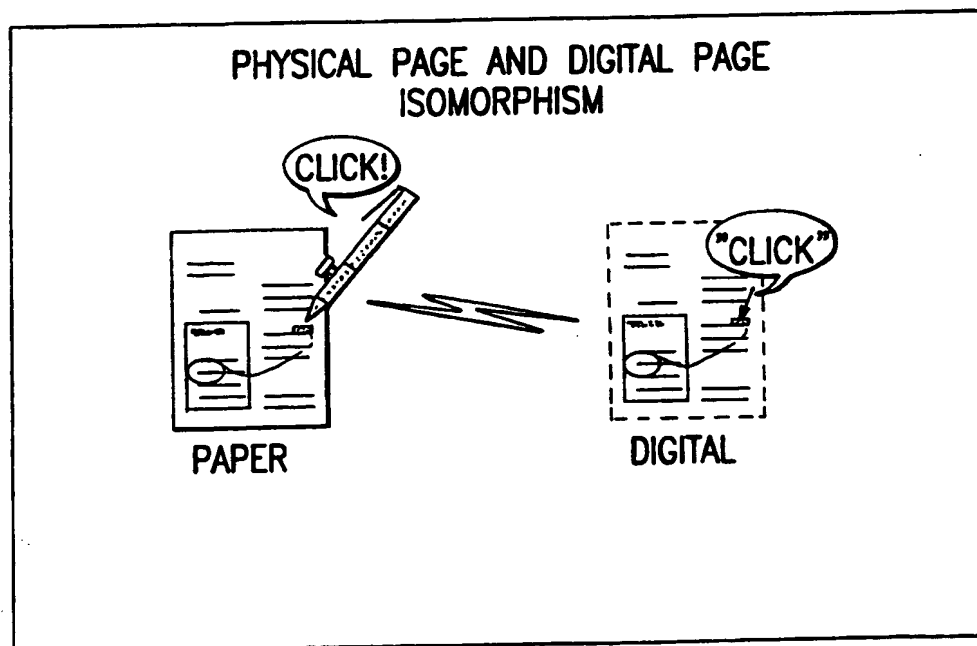 PHYSICAL PAGE AND DIGITAL PAGE
ISOMORPHISM
CLICK!
"CLICK"
PAPER
DIGITAL